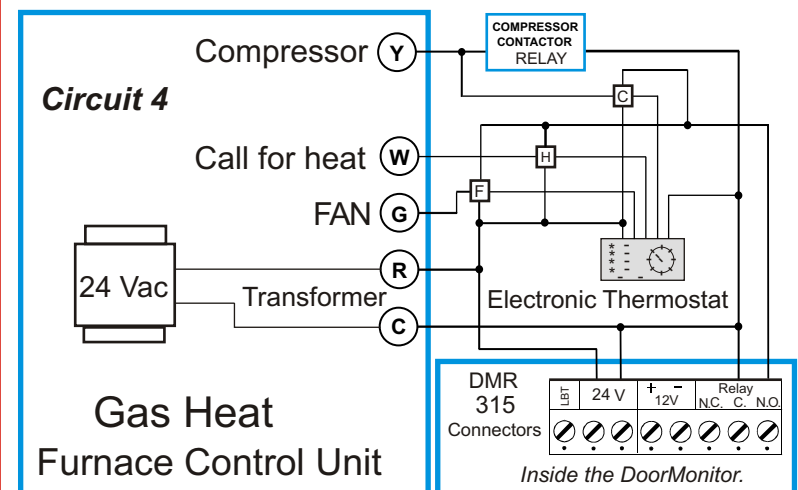 Compressor Y
COMPRESSOR
CONTACTOR
RELAY
Circuit 4
C
Call for heat W
H
F
FAN G
24 Vac
R
Transformer
Electronic Thermostat
C
DMR
315
Connectors
LBT
24 V
+ -
12V
Relay
N.C. C. N.O.
Gas Heat
Furnace Control Unit
Inside the DoorMonitor.